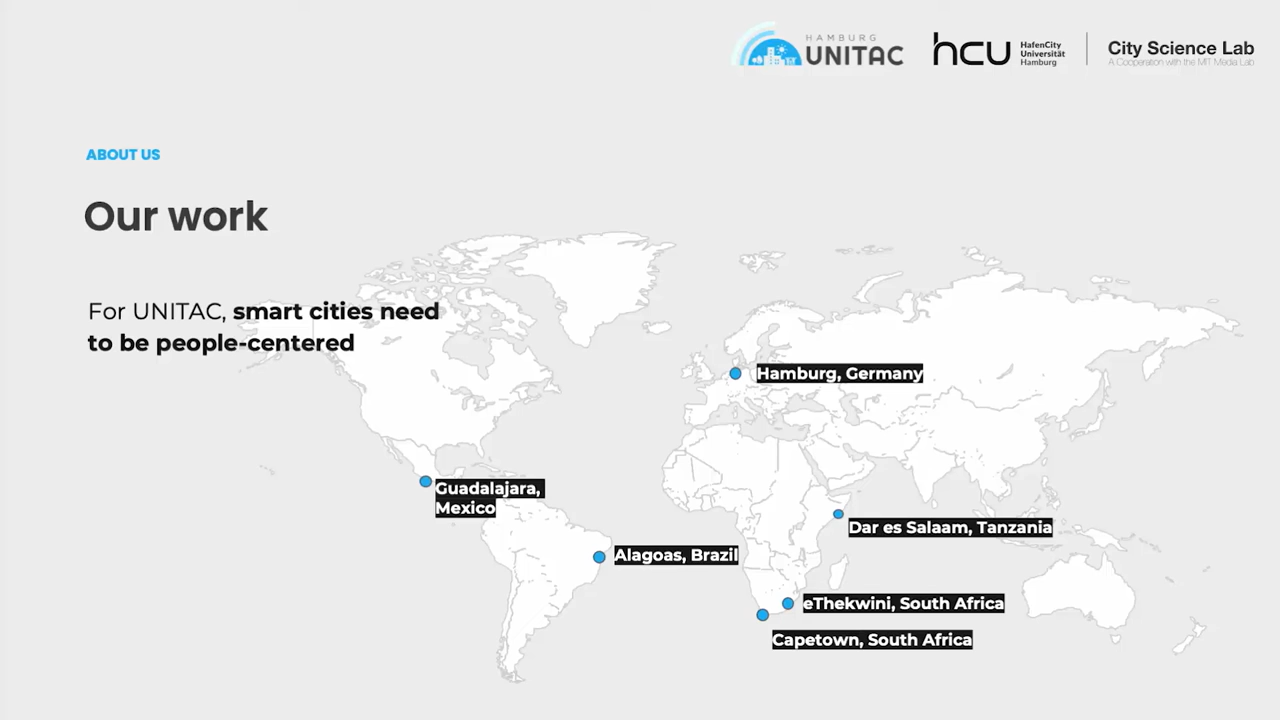 HAMBURG
UNITAC
hcu
HafenCity
Universität
Hamburg
City Science Lab
A Cooperation with the MIT Media Lab
ABOUT US
Our work
For UNITAC, smart cities need
to be people-centered
Hamburg, Germany
Guadalajara,
Mexico
Dar es Salaam, Tanzania
Alagoas, Brazil
eThekwini, South Africa
Capetown, South Africa